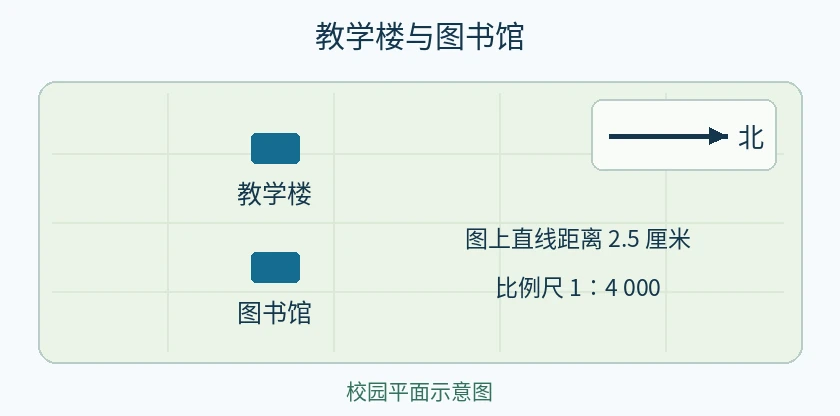 教学楼与图书馆
北
教学楼
图上直线距离 2.5 厘米
比例尺 1：4 000
图书馆
校园平面示意图